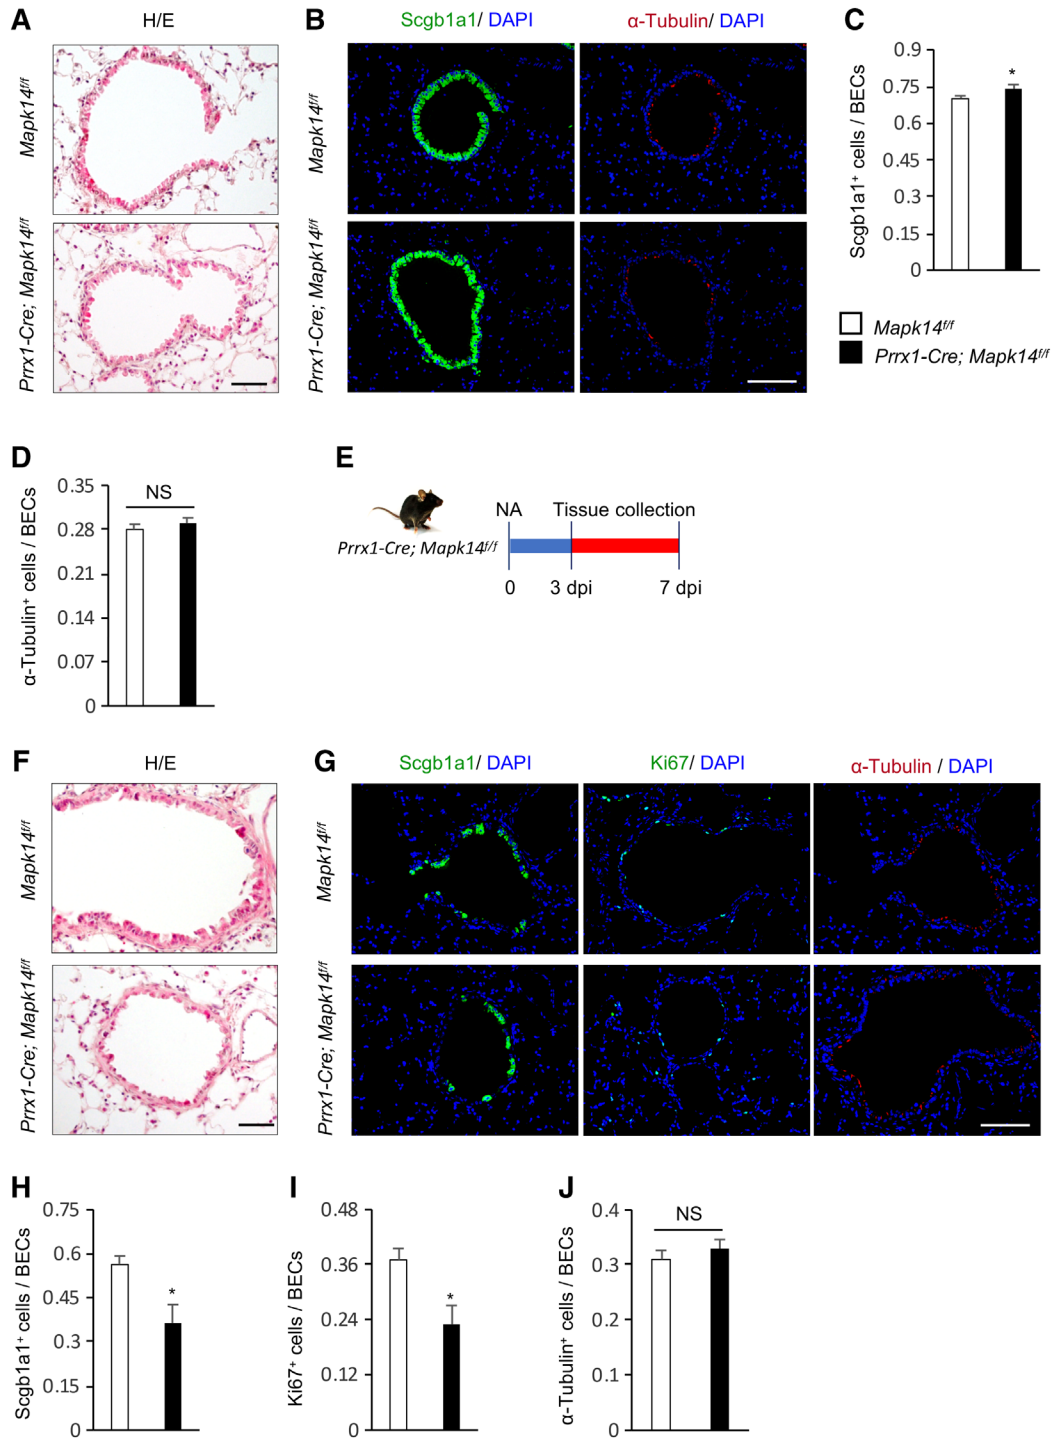 A
H/E
Mapk14f/f
Prrx1-Cre; Mapk14f/f
B
Scgb1a1/ DAPI
α-Tubulin/ DAPI
Mapk14f/f
Prrx1-Cre; Mapk14f/f
C
Scgb1a1+ cells / BECs
0.9
0.75
0.6
0.45
0.3
0.15
0
*
Mapk14f/f
Prrx1-Cre; Mapk14f/f
D
α-Tubulin+ cells / BECs
0.35
0.28
0.21
0.14
0.07
0
NS
E
Prrx1-Cre; Mapk14f/f
NA
Tissue collection
0
3 dpi
7 dpi
F
H/E
Mapk14f/f
Prrx1-Cre; Mapk14f/f
G
Scgb1a1/ DAPI
Ki67/ DAPI
α-Tubulin / DAPI
Mapk14f/f
Prrx1-Cre; Mapk14f/f
H
Scgb1a1+ cells / BECs
0.75
0.6
0.45
0.3
0.15
0
*
I
Ki67+ cells / BECs
0.48
0.36
0.24
0.12
0
*
J
α-Tubulin+ cells / BECs
0.4
0.3
0.2
0.1
0
NS